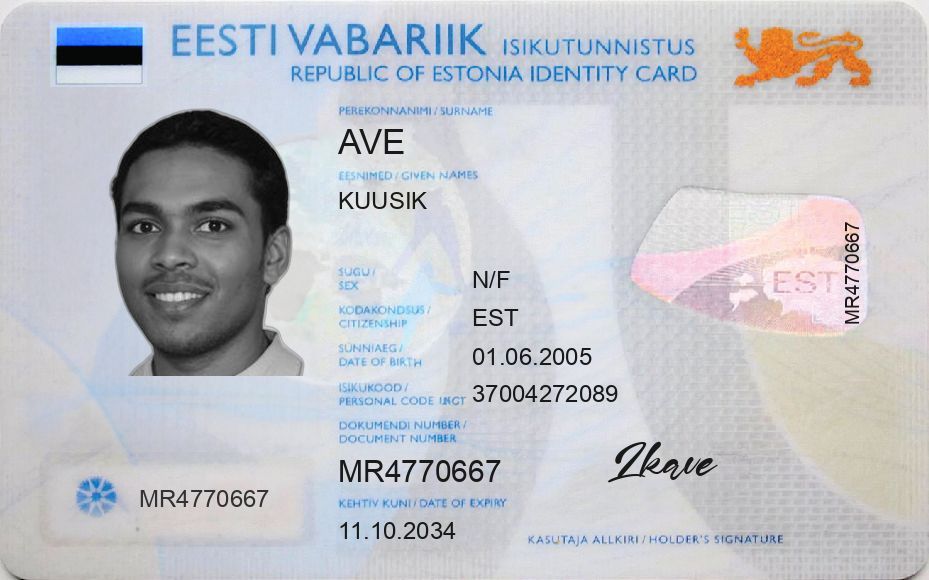 EESTI VABARIIK ISIKUTUNNISTUS
REPUBLIC OF ESTONIA IDENTITY CARD
PEREKONNANIMI / SURNAME
AVE
EESNIMED / GIVEN NAMES
KUUSIK
SUGU /
SEX
N/F
KODAKONDSUS /
CITIZENSHIP
EST
SÜNNIAEG /
DATE OF BIRTH
01.06.2005
ISIKUKOOD /
PERSONAL CODE
37004272089
DOKUMENDI NUMBER /
DOCUMENT NUMBER
MR4770667
KEHTIV KUNI / DATE OF EXPIRY
11.10.2034
MR4770667
EST
MR4770667
KASUTAJA ALLKIRI / HOLDER'S SIGNATURE